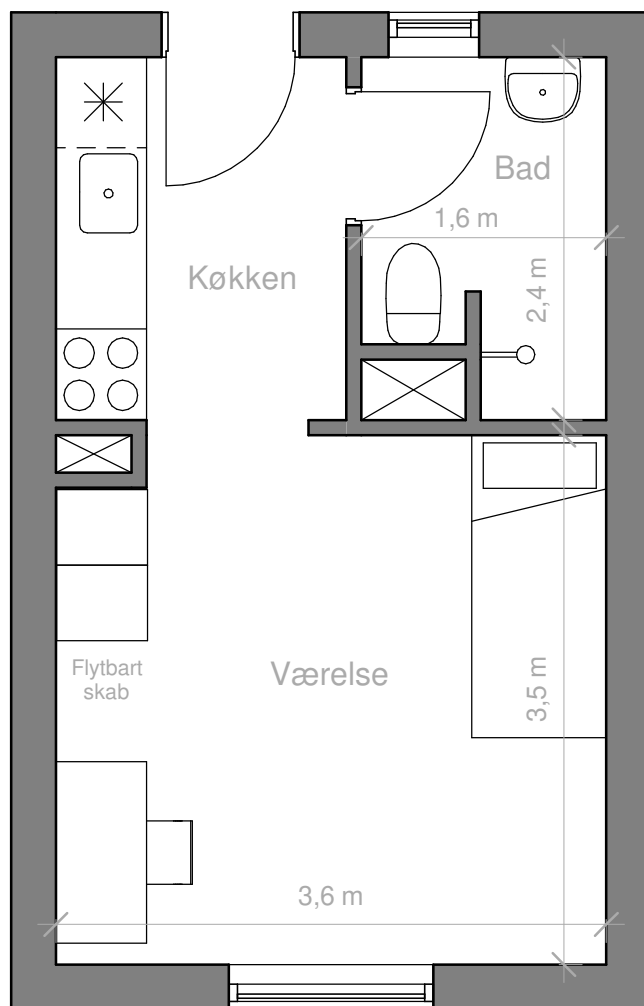 Bad
1,6 m
Køkken
2,4 m
Flytbart
skab
Værelse
3,5 m
3,6 m